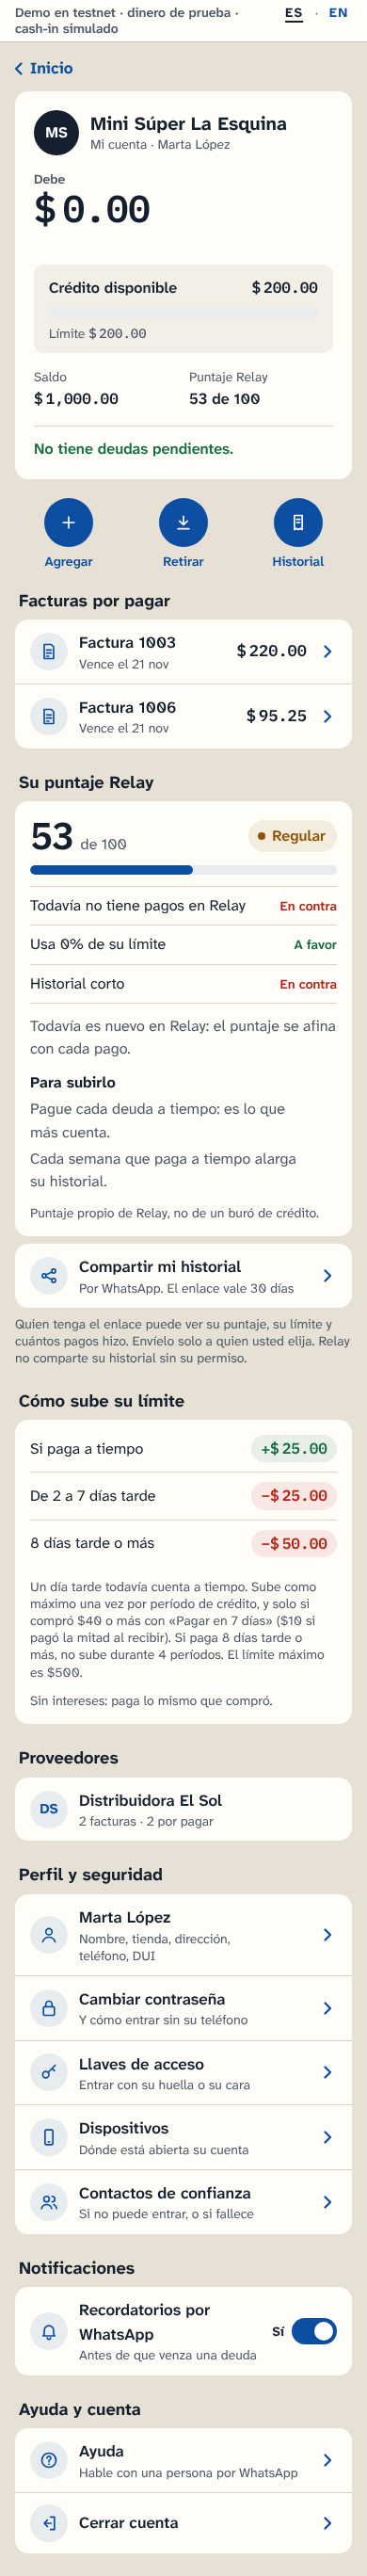 Demo en testnet · dinero de prueba ·
cash-in simulado
ES · EN
Inicio
MS
Mini Súper La Esquina
Mi cuenta · Marta López
Debe
$0.00
Crédito disponible $200.00
Límite $200.00
Saldo Puntaje Relay
$1,000.00 53 de 100
No tiene deudas pendientes.
Agregar Retirar Historial
Facturas por pagar
Factura 1003 $220.00
Vence el 21 nov
Factura 1006 $95.25
Vence el 21 nov
Su puntaje Relay
53 de 100 Regular
Todavía no tiene pagos en Relay En contra
Usa 0% de su límite A favor
Historial corto En contra
Todavía es nuevo en Relay: el puntaje se afina
con cada pago.
Para subirlo
Pague cada deuda a tiempo: es lo que
más cuenta.
Cada semana que paga a tiempo alarga
su historial.
Puntaje propio de Relay, no de un buró de crédito.
Compartir mi historial
Por WhatsApp. El enlace vale 30 días
Quien tenga el enlace puede ver su puntaje, su límite y
cuántos pagos hizo. Envíelo solo a quien usted elija. Relay
no comparte su historial sin su permiso.
Cómo sube su límite
Si paga a tiempo +$25.00
De 2 a 7 días tarde −$25.00
8 días tarde o más −$50.00
Un día tarde todavía cuenta a tiempo. Sube como
máximo una vez por período de crédito, y solo si
compró $40 o más con «Pagar en 7 días» ($10 si
pagó la mitad al recibir). Si paga 8 días tarde o
más, no sube durante 4 períodos. El límite máximo
es $500.
Sin intereses: paga lo mismo que compró.
Proveedores
DS
Distribuidora El Sol
2 facturas · 2 por pagar
Perfil y seguridad
Marta López
Nombre, tienda, dirección,
teléfono, DUI
Cambiar contraseña
Y cómo entrar sin su teléfono
Llaves de acceso
Entrar con su huella o su cara
Dispositivos
Dónde está abierta su cuenta
Contactos de confianza
Si no puede entrar, o si fallece
Notificaciones
Recordatorios por
WhatsApp
Sí
Antes de que venza una deuda
Ayuda y cuenta
Ayuda
Hable con una persona por WhatsApp
Cerrar cuenta